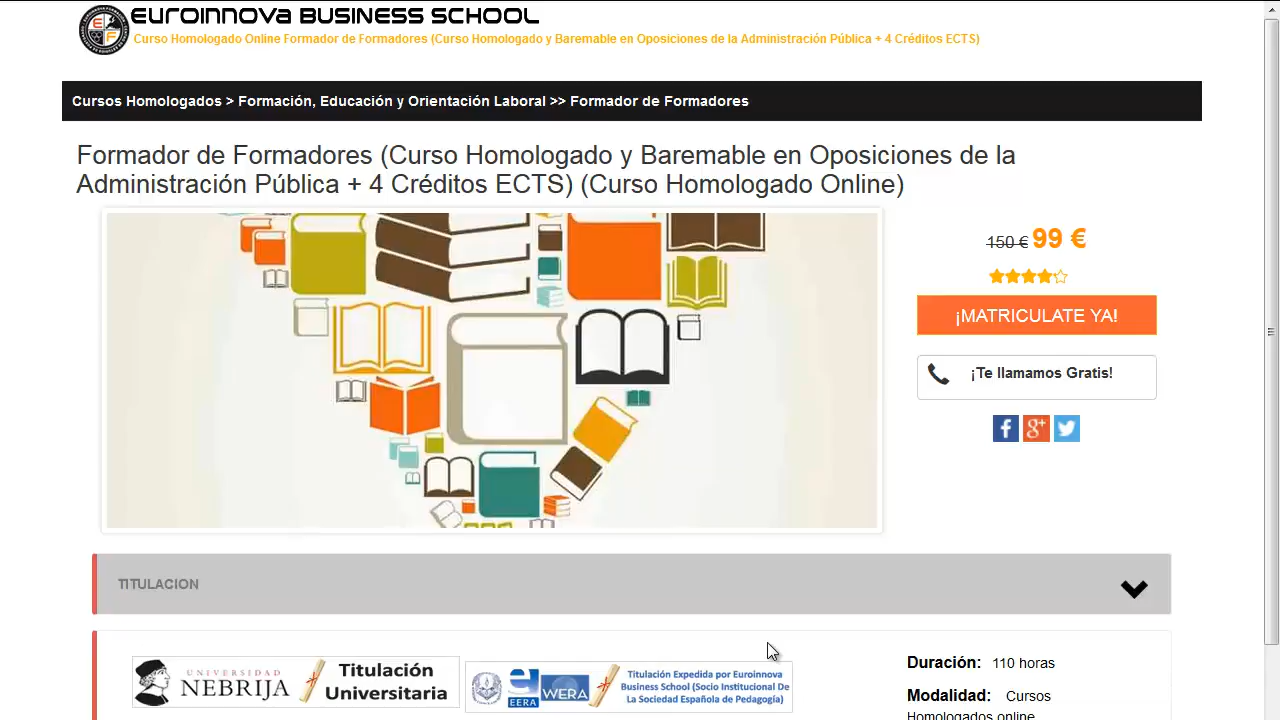 EUROINNOVA BUSINESS SCHOOL
Curso Homologado Online Formador de Formadores (Curso Homologado y Baremable en Oposiciones de la Administración Pública + 4 Créditos ECTS)
Cursos Homologados > Formación, Educación y Orientación Laboral >> Formador de Formadores
Formador de Formadores (Curso Homologado y Baremable en Oposiciones de la
Administración Pública + 4 Créditos ECTS) (Curso Homologado Online)
150 € 99 €
¡MATRICULATE YA!
¡Te llamamos Gratis!
TITULACION
UNIVERSIDAD
NEBRIJA
Titulación
Universitaria
EERA
WERA
Titulación Expedida por Euroinnova
Business School (Socio Institucional De
La Sociedad Española de Pedagogía)
Duración: 110 horas
Modalidad: Cursos
Homologados online